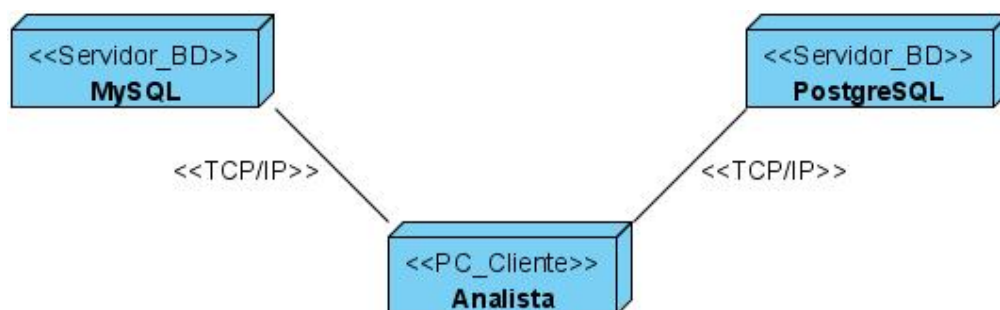 <<Servidor_BD>>
MySQL
<<Servidor_BD>>
PostgreSQL
<<TCP/IP>>
<<TCP/IP>>
<<PC_Cliente>>
Analista